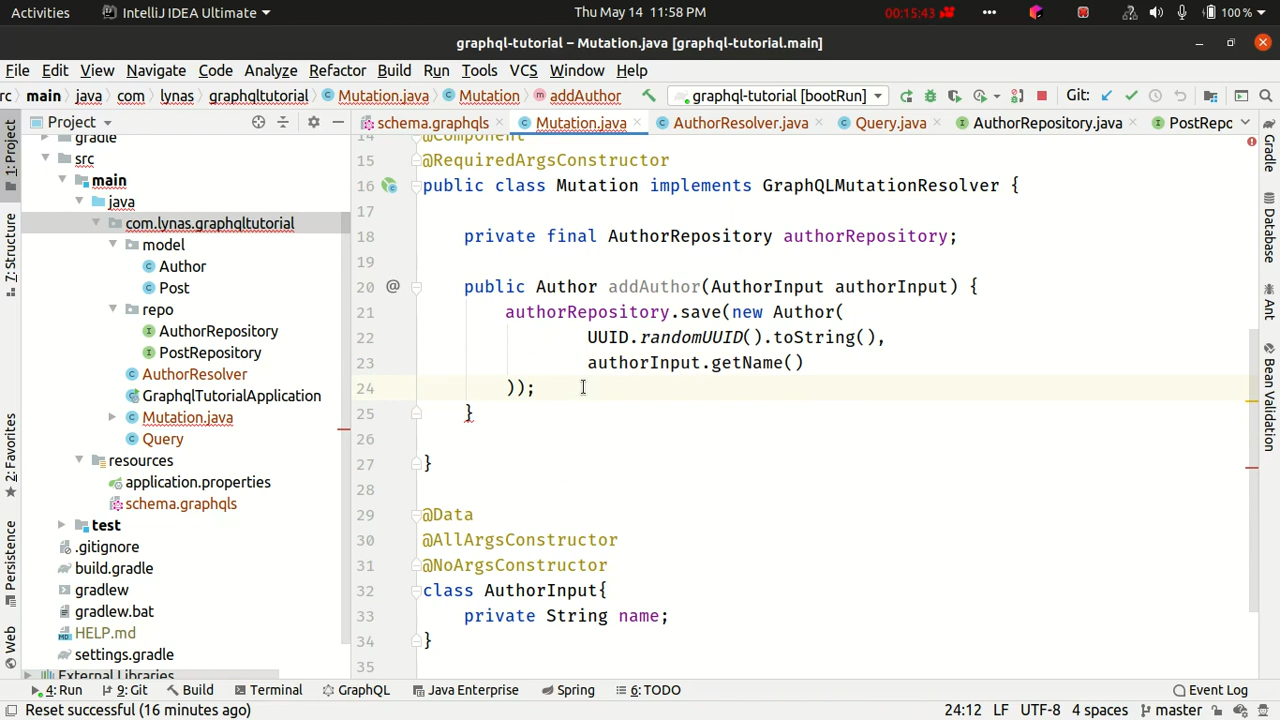 Activities IntelliJ IDEA Ultimate Thu May 14 11:58 PM 00:15:43 100 %
graphql-tutorial – Mutation.java [graphql-tutorial.main]
File Edit View Navigate Code Analyze Refactor Build Run Tools VCS Window Help
rc main java com lynas graphqltutorial Mutation.java Mutation addAuthor graphql-tutorial [bootRun] Git:
Project schema.graphqls Mutation.java AuthorResolver.java Query.java AuthorRepository.java PostRepc
gradle
src
main
java
com.lynas.graphqltutorial
model
Author
Post
repo
AuthorRepository
PostRepository
AuthorResolver
GraphqlTutorialApplication
Mutation.java
Query
resources
application.properties
schema.graphqls
test
.gitignore
build.gradle
gradlew
gradlew.bat
HELP.md
settings.gradle
External Libraries
1: Project
7: Structure
2: Favorites
Persistence
Web
14 @Component
15 @RequiredArgsConstructor
16 public class Mutation implements GraphQLMutationResolver {
17
18 private final AuthorRepository authorRepository;
19
20 @ public Author addAuthor(AuthorInput authorInput) {
21 authorRepository.save(new Author(
22 UUID.randomUUID().toString(),
23 authorInput.getName()
24 ));
25 }
26
27 }
28
29 @Data
30 @AllArgsConstructor
31 @NoArgsConstructor
32 class AuthorInput{
33 private String name;
34 }
35
Gradle
Database
Ant
Bean Validation
4: Run 9: Git Build Terminal GraphQL Java Enterprise Spring 6: TODO Event Log
Reset successful (16 minutes ago) 24:12 LF UTF-8 4 spaces master